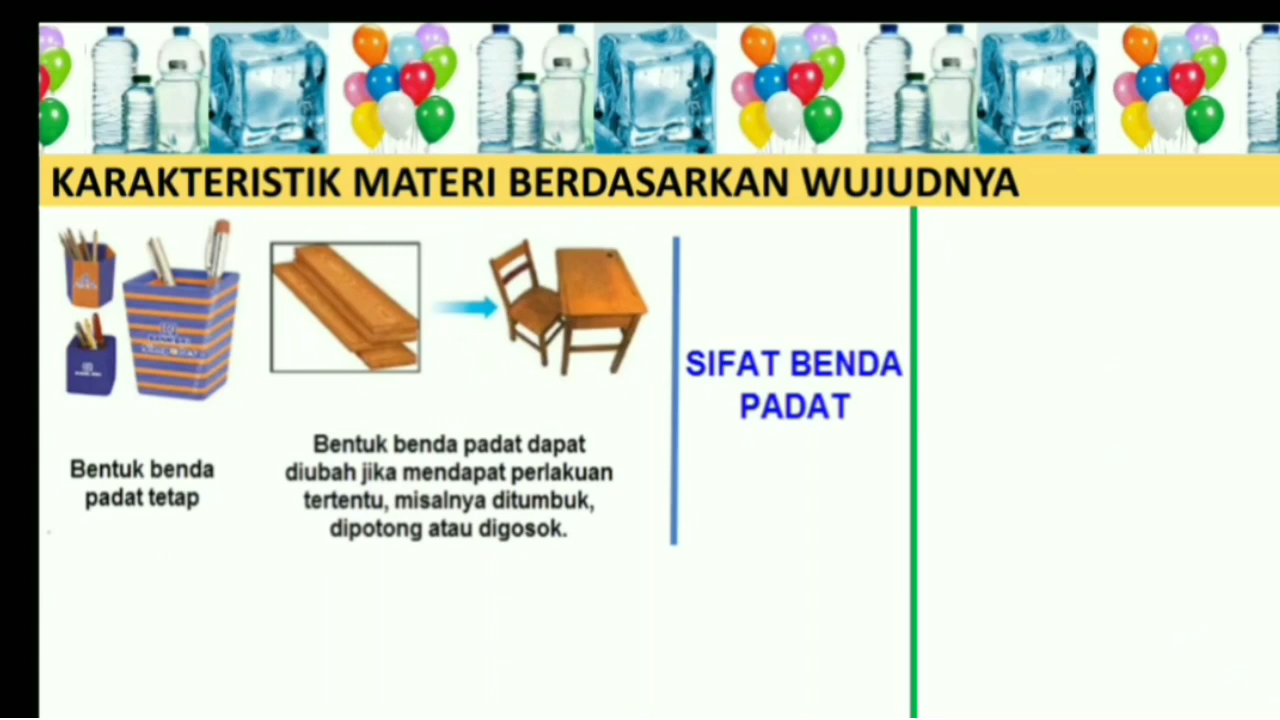 KARAKTERISTIK MATERI BERDASARKAN WUJUDNYA
Bentuk benda
padat tetap
Bentuk benda padat dapat
diubah jika mendapat perlakuan
tertentu, misalnya ditumbuk,
dipotong atau digosok.
SIFAT BENDA
PADAT